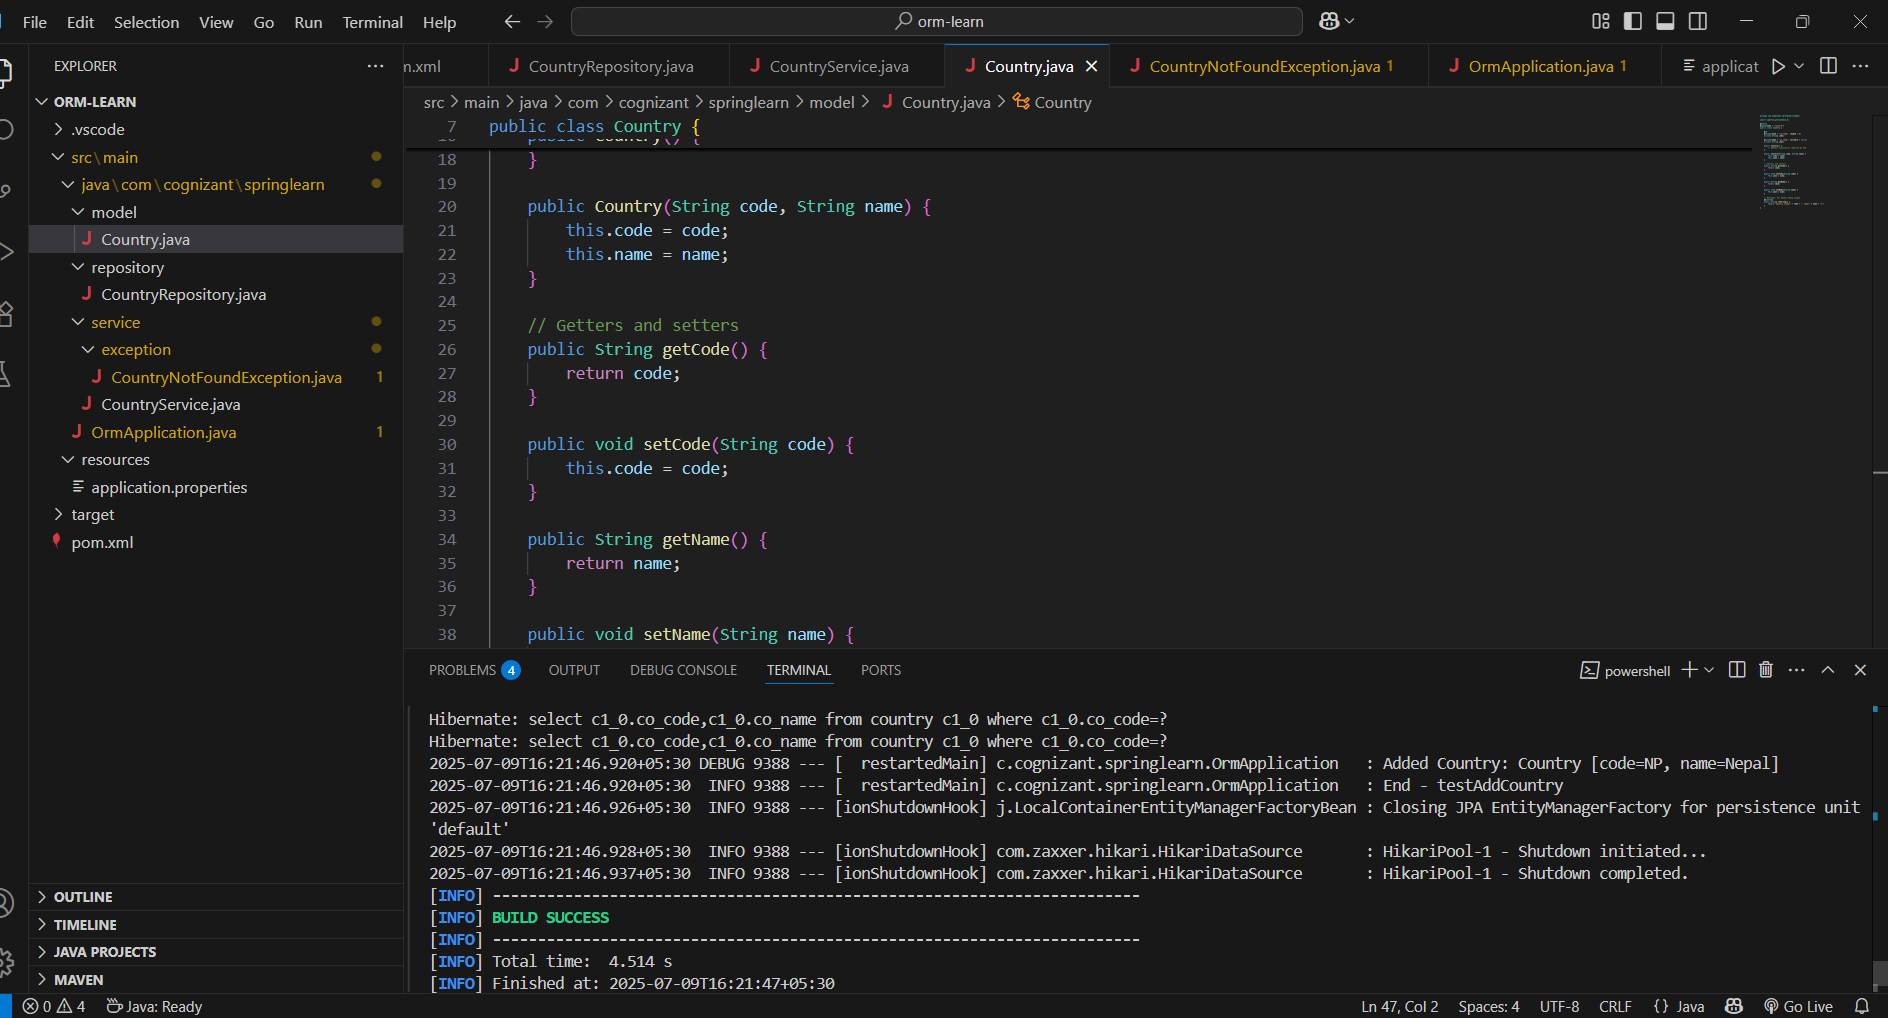 File Edit Selection View Go Run Terminal Help orm-learn
EXPLORER
ORM-LEARN
.vscode
src\main
java\com\cognizant\springlearn
model
Country.java
repository
CountryRepository.java
service
exception
CountryNotFoundException.java 1
CountryService.java
OrmApplication.java 1
resources
application.properties
target
pom.xml
OUTLINE
TIMELINE
JAVA PROJECTS
MAVEN
m.xml CountryRepository.java CountryService.java Country.java CountryNotFoundException.java 1 OrmApplication.java 1 applicat
src > main > java > com > cognizant > springlearn > model > Country.java > Country
7 public class Country {
18 }
19
20 public Country(String code, String name) {
21 this.code = code;
22 this.name = name;
23 }
24
25 // Getters and setters
26 public String getCode() {
27 return code;
28 }
29
30 public void setCode(String code) {
31 this.code = code;
32 }
33
34 public String getName() {
35 return name;
36 }
37
38 public void setName(String name) {
PROBLEMS 4 OUTPUT DEBUG CONSOLE TERMINAL PORTS powershell
Hibernate: select c1_0.co_code,c1_0.co_name from country c1_0 where c1_0.co_code=?
Hibernate: select c1_0.co_code,c1_0.co_name from country c1_0 where c1_0.co_code=?
2025-07-09T16:21:46.920+05:30 DEBUG 9388 --- [  restartedMain] c.cognizant.springlearn.OrmApplication   : Added Country: Country [code=NP, name=Nepal]
2025-07-09T16:21:46.920+05:30  INFO 9388 --- [  restartedMain] c.cognizant.springlearn.OrmApplication   : End - testAddCountry
2025-07-09T16:21:46.926+05:30  INFO 9388 --- [ionShutdownHook] j.LocalContainerEntityManagerFactoryBean : Closing JPA EntityManagerFactory for persistence unit
'default'
2025-07-09T16:21:46.928+05:30  INFO 9388 --- [ionShutdownHook] com.zaxxer.hikari.HikariDataSource       : HikariPool-1 - Shutdown initiated...
2025-07-09T16:21:46.937+05:30  INFO 9388 --- [ionShutdownHook] com.zaxxer.hikari.HikariDataSource       : HikariPool-1 - Shutdown completed.
[INFO] ------------------------------------------------------------------------
[INFO] BUILD SUCCESS
[INFO] ------------------------------------------------------------------------
[INFO] Total time:  4.514 s
[INFO] Finished at: 2025-07-09T16:21:47+05:30
0 4 Java: Ready Ln 47, Col 2 Spaces: 4 UTF-8 CRLF {} Java Go Live